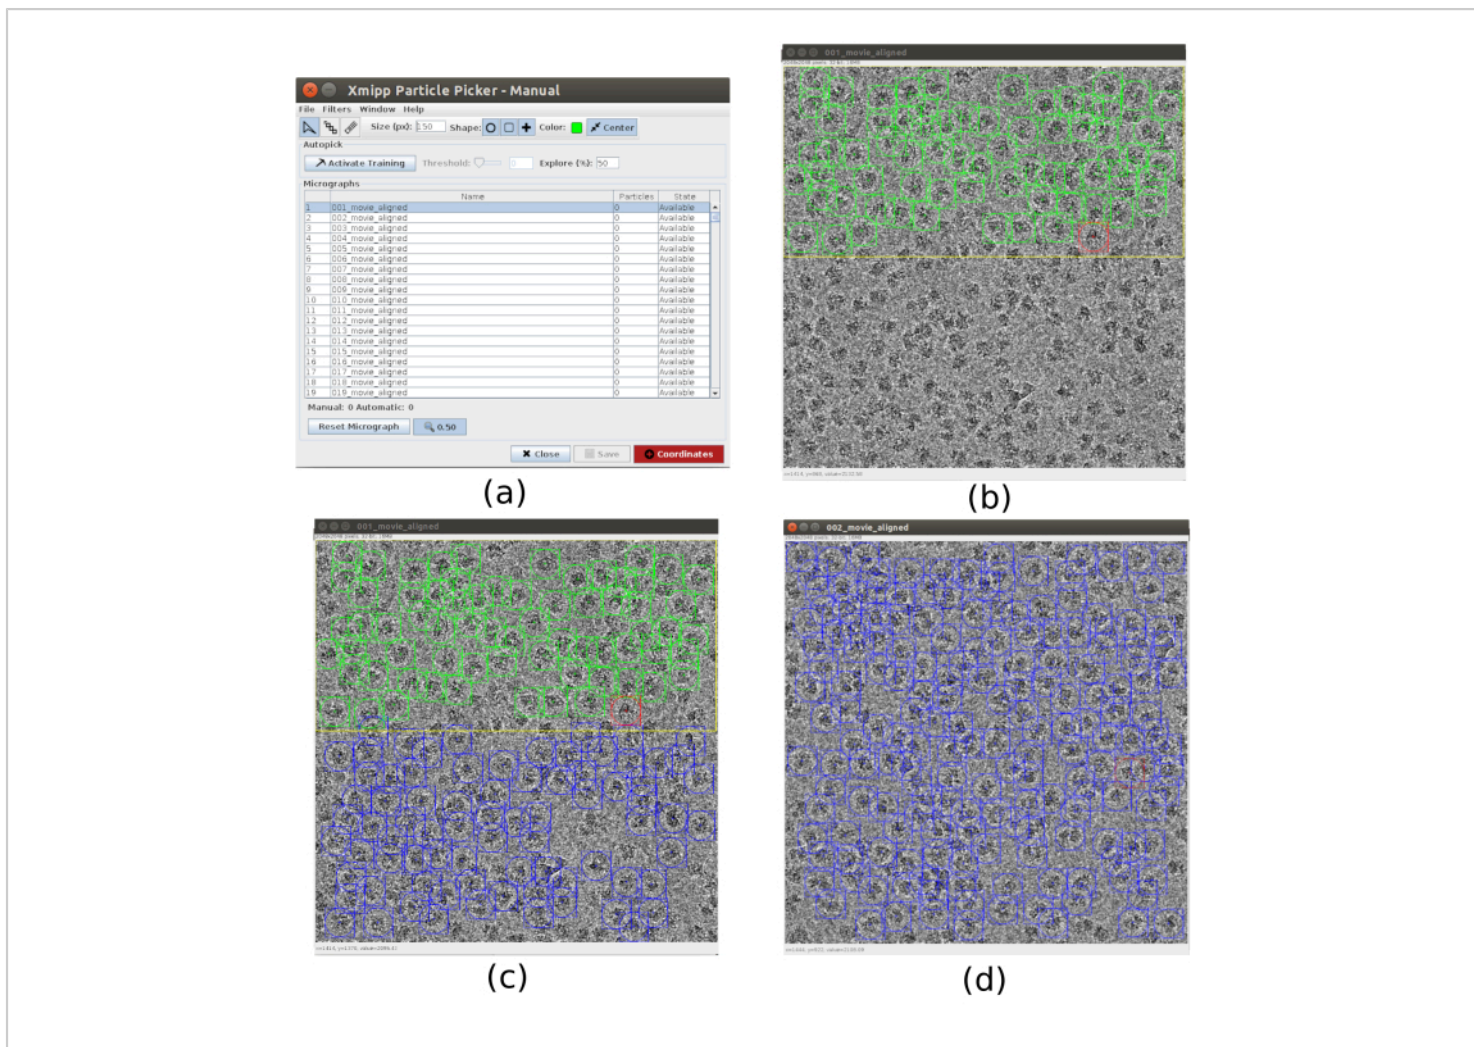 Xmipp Particle Picker - Manual
File Filters Window Help
Size (px): 150 Shape: Color: Center
Autopick
Activate Training Threshold: 0 Explore (%): 50
Micrographs
Name Particles State
1 001_movie_aligned 0 Available
2 002_movie_aligned 0 Available
3 003_movie_aligned 0 Available
4 004_movie_aligned 0 Available
5 005_movie_aligned 0 Available
6 006_movie_aligned 0 Available
7 007_movie_aligned 0 Available
8 008_movie_aligned 0 Available
9 009_movie_aligned 0 Available
10 010_movie_aligned 0 Available
11 011_movie_aligned 0 Available
12 012_movie_aligned 0 Available
13 013_movie_aligned 0 Available
14 014_movie_aligned 0 Available
15 015_movie_aligned 0 Available
16 016_movie_aligned 0 Available
17 017_movie_aligned 0 Available
18 018_movie_aligned 0 Available
19 019_movie_aligned 0 Available
Manual: 0 Automatic: 0
Reset Micrograph 0.50
Close Save Coordinates
(a)
001_movie_aligned
(b)
001_movie_aligned
(c)
002_movie_aligned
(d)